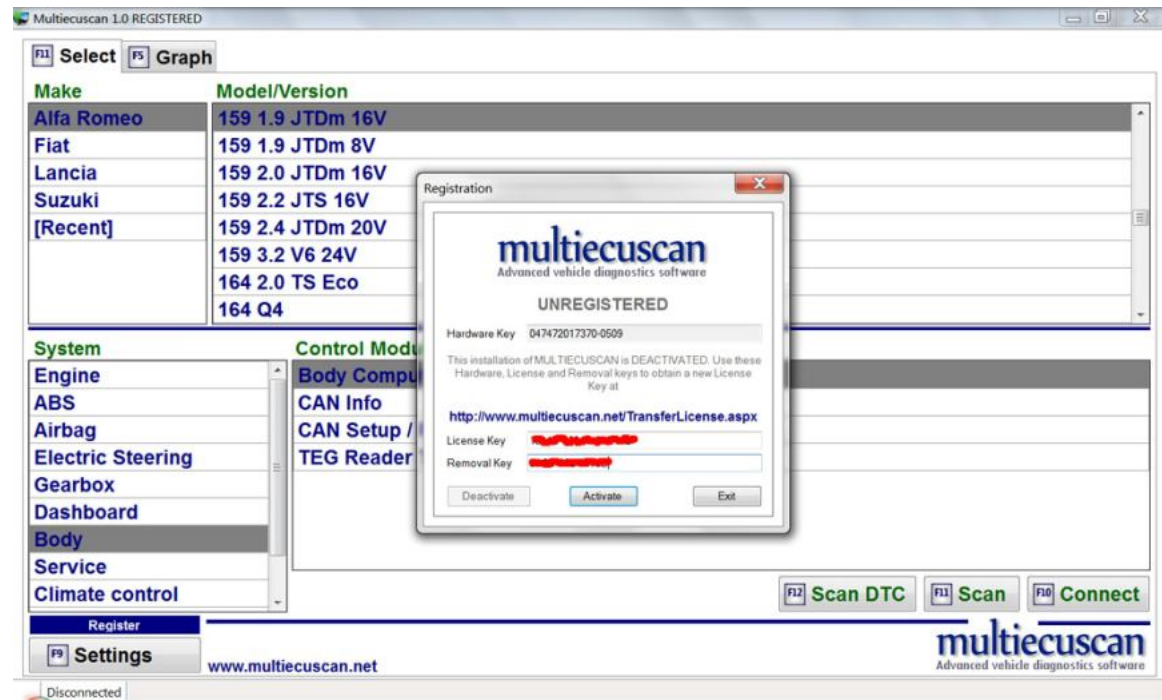 Multiecuscan 1.0 REGISTERED
F11 Select F5 Graph
Make
Alfa Romeo
Fiat
Lancia
Suzuki
[Recent]
Model/Version
159 1.9 JTDm 16V
159 1.9 JTDm 8V
159 2.0 JTDm 16V
159 2.2 JTS 16V
159 2.4 JTDm 20V
159 3.2 V6 24V
164 2.0 TS Eco
164 Q4
Registration
multiecuscan
Advanced vehicle diagnostics software
UNREGISTERED
Hardware Key 047472017370-0509
This installation of MULTIECUSCAN is DEACTIVATED. Use these
Hardware, License and Removal keys to obtain a new License
Key at
http://www.multiecuscan.net/TransferLicense.aspx
License Key
Removal Key
Deactivate Activate Exit
System
Engine
ABS
Airbag
Electric Steering
Gearbox
Dashboard
Body
Service
Climate control
Control Modu
Body Compu
CAN Info
CAN Setup /
TEG Reader
F12 Scan DTC F11 Scan F10 Connect
Register
F9 Settings
www.multiecuscan.net
multiecuscan
Advanced vehicle diagnostics software
Disconnected